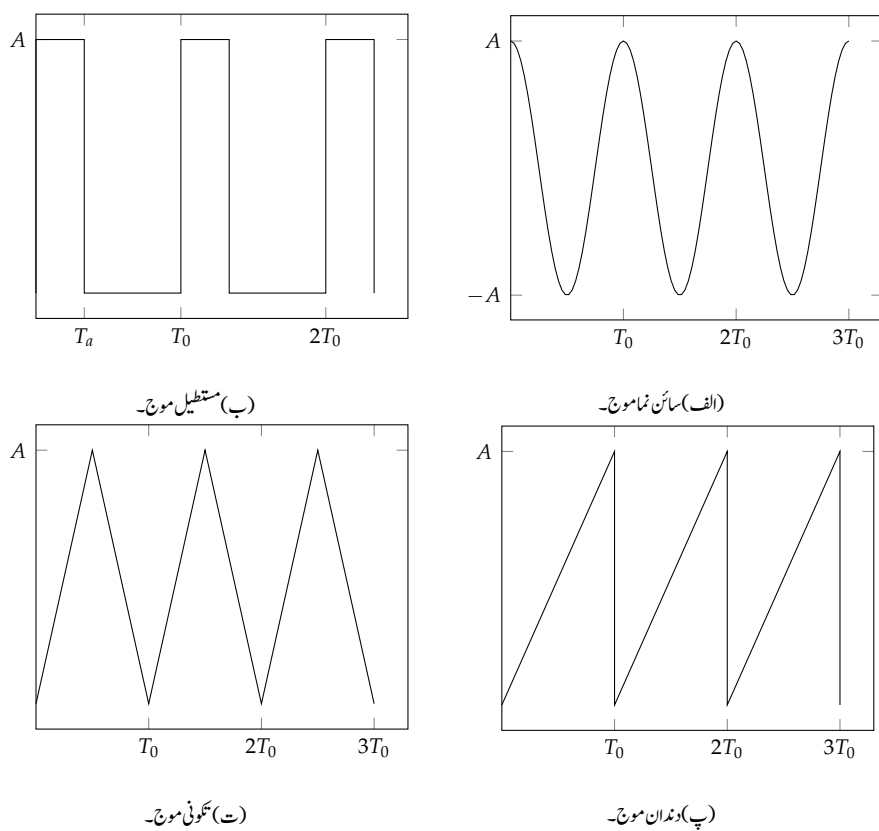 A
T_a T_0 2T_0
(ب) مستطیل موج۔
A
−A
T_0 2T_0 3T_0
(الف) سائن نما موج۔
A
T_0 2T_0 3T_0
(ت) تکونی موج۔
A
T_0 2T_0 3T_0
(پ) دندان موج۔